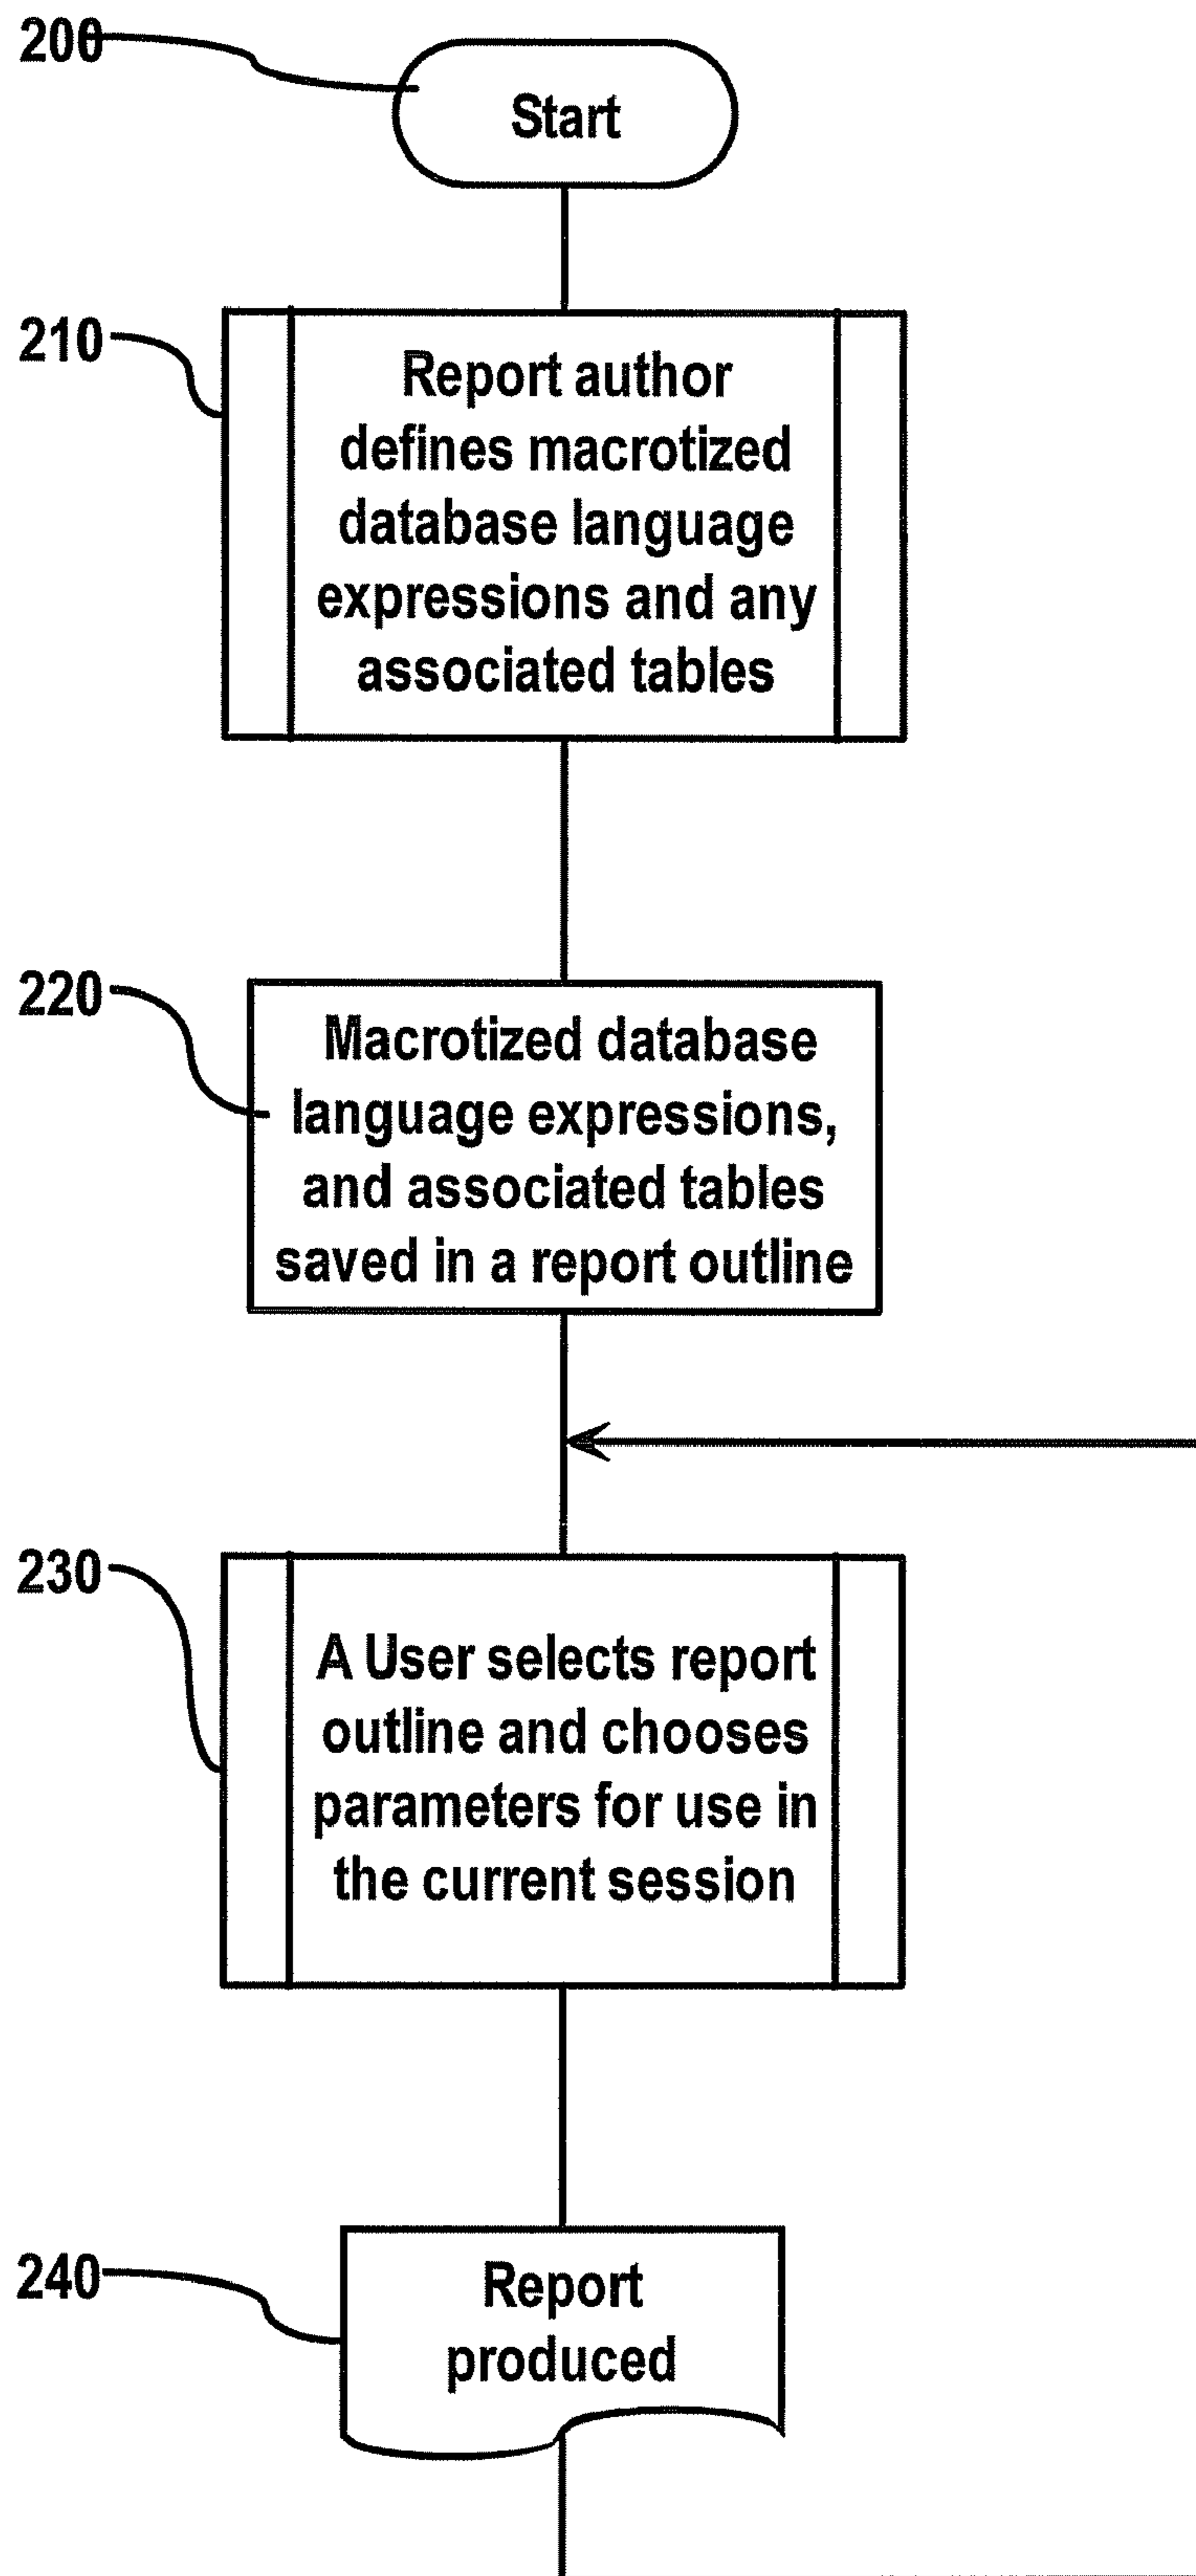 200
Start
210
Report author
defines macrotized
database language
expressions and any
associated tables
220
Macrotized database
language expressions,
and associated tables
saved in a report outline
230
A User selects report
outline and chooses
parameters for use in
the current session
240
Report
produced